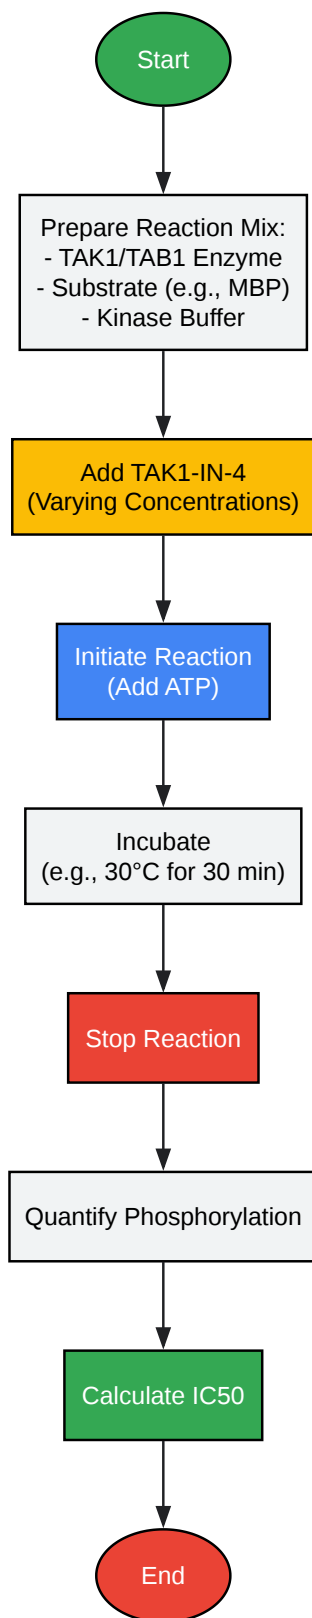 Start
Prepare Reaction Mix:
- TAK1/TAB1 Enzyme
- Substrate (e.g., MBP)
- Kinase Buffer
Add TAK1-IN-4
(Varying Concentrations)
Initiate Reaction
(Add ATP)
Incubate
(e.g., 30°C for 30 min)
Stop Reaction
Quantify Phosphorylation
Calculate IC50
End